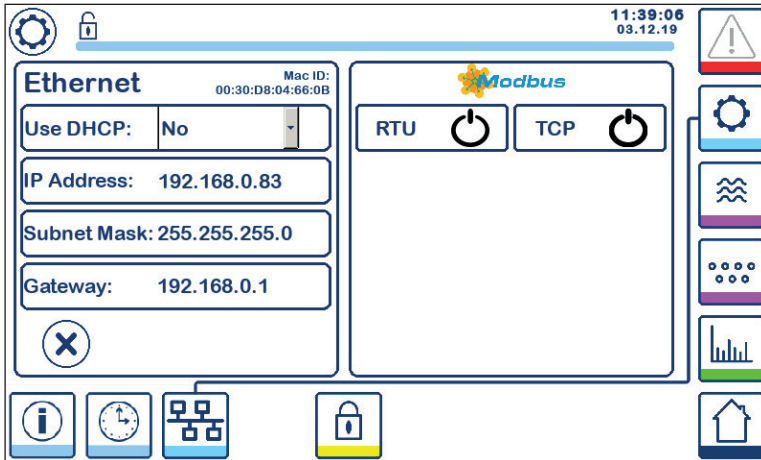 11:39:06
03.12.19
Ethernet
Mac ID:
00:30:D8:04:66:0B
Use DHCP: No
IP Address: 192.168.0.83
Subnet Mask: 255.255.255.0
Gateway: 192.168.0.1
Modbus
RTU
TCP